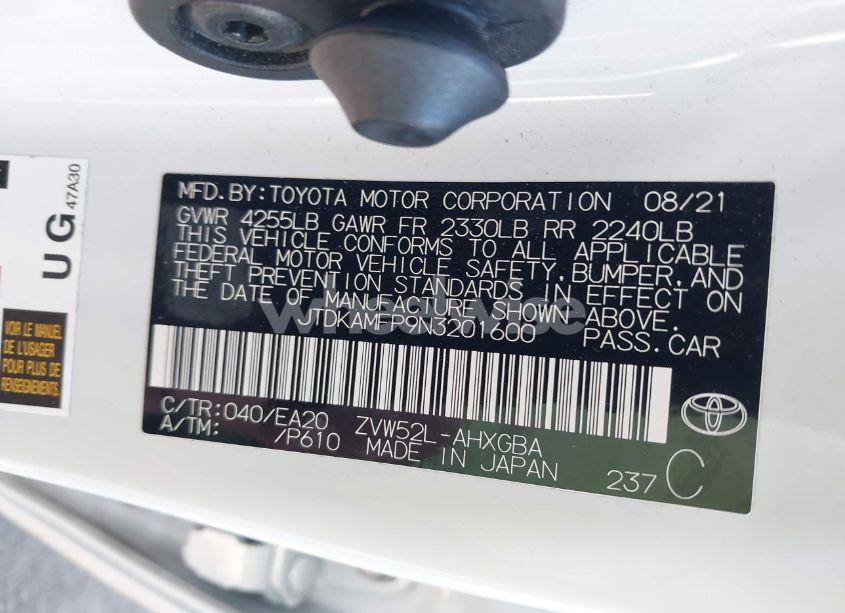 UG
47A30
VOIR LE MANUEL
DE L'USAGER
POUR PLUS DE
RENSEIGNEMENTS
MFD.BY:TOYOTA MOTOR CORPORATION 08/21
GVWR 4255LB GAWR FR 2330LB RR 2240LB
THIS VEHICLE CONFORMS TO ALL APPLICABLE
FEDERAL MOTOR VEHICLE SAFETY,BUMPER,AND
THEFT PREVENTION STANDARDS IN EFFECT ON
THE DATE OF MANUFACTURE SHOWN ABOVE.
JTDKAMFP9N3201600 PASS.CAR
C/TR:040/EA20 ZVW52L-AHXGBA
A/TM: /P610 MADE IN JAPAN
237 C